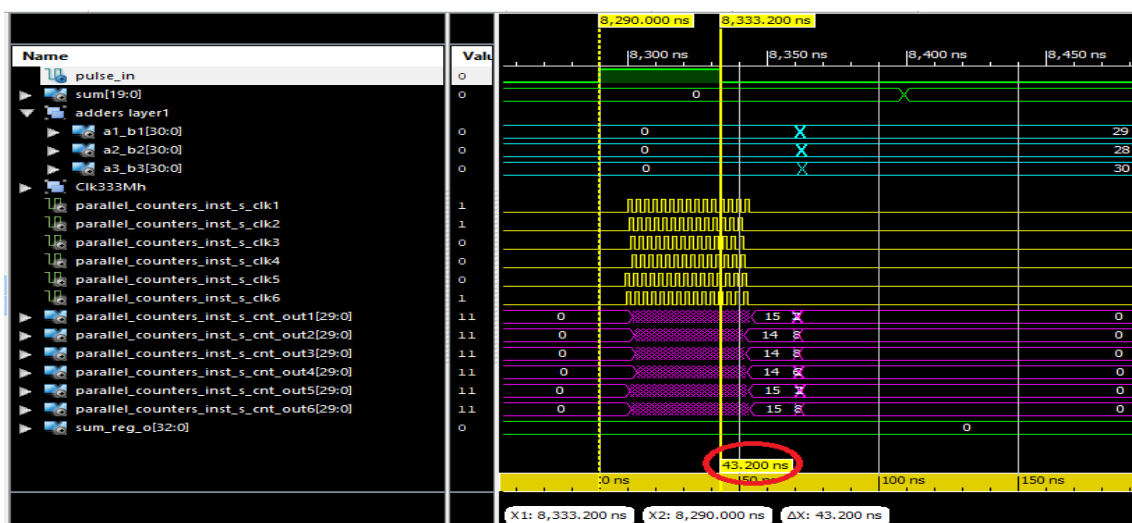 8,290.000 ns 8,333.200 ns
Name Valu 8,300 ns 8,350 ns 8,400 ns 8,450 ns
pulse_in 0
sum[19:0] 0 0
adders layer1
a1_b1[30:0] 0 0 29
a2_b2[30:0] 0 0 28
a3_b3[30:0] 0 0 30
Clk333Mh
parallel_counters_inst_s_clk1 1
parallel_counters_inst_s_clk2 1
parallel_counters_inst_s_clk3 0
parallel_counters_inst_s_clk4 0
parallel_counters_inst_s_clk5 0
parallel_counters_inst_s_clk6 1
parallel_counters_inst_s_cnt_out1[29:0] 11 0 15 0
parallel_counters_inst_s_cnt_out2[29:0] 11 0 14 0
parallel_counters_inst_s_cnt_out3[29:0] 11 0 14 0
parallel_counters_inst_s_cnt_out4[29:0] 11 0 14 0
parallel_counters_inst_s_cnt_out5[29:0] 11 0 15 0
parallel_counters_inst_s_cnt_out6[29:0] 11 0 15 0
sum_reg_o[32:0] 0 0
43.200 ns
0 ns 50 ns 100 ns 150 ns
X1: 8,333.200 ns X2: 8,290.000 ns ΔX: 43.200 ns